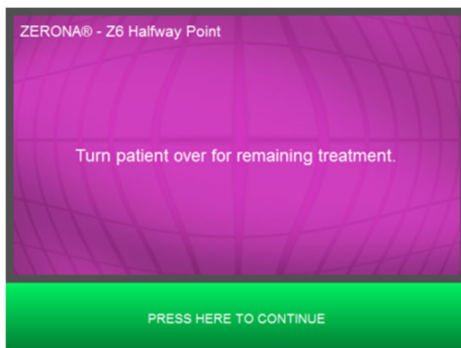 ZERONA® - Z6 Halfway Point
Turn patient over for remaining treatment.
PRESS HERE TO CONTINUE